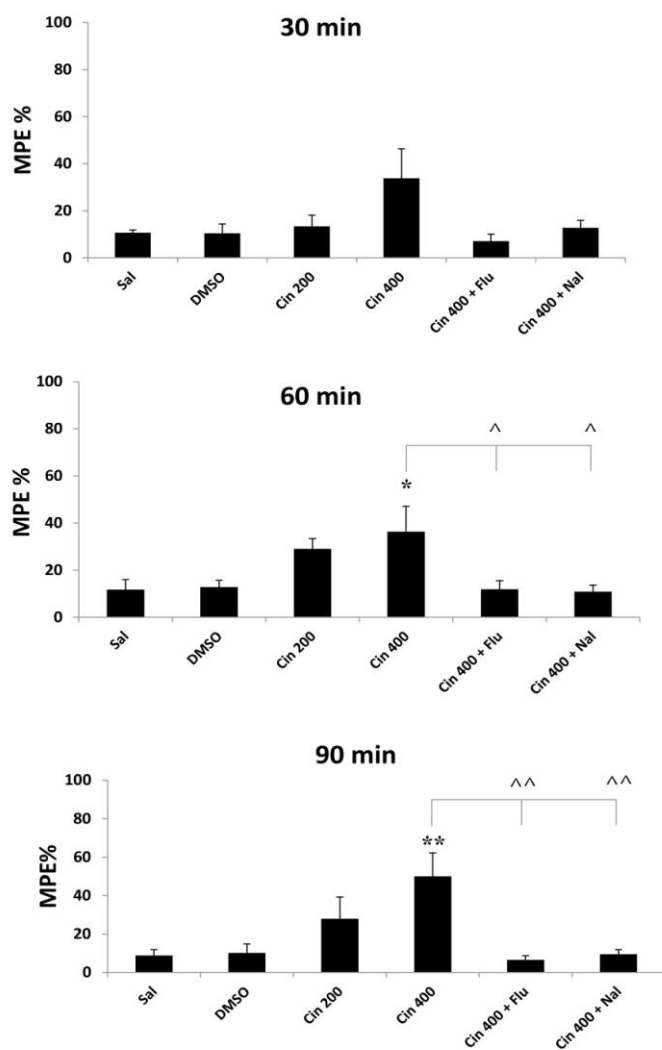 30 min
MPE %
100
80
60
40
20
0
Sal
DMSO
Cin 200
Cin 400
Cin 400 + Flu
Cin 400 + Nal
60 min
MPE %
100
80
60
40
20
0
^ ^
*
Sal
DMSO
Cin 200
Cin 400
Cin 400 + Flu
Cin 400 + Nal
90 min
MPE%
100
80
60
40
20
0
^^ ^^
**
Sal
DMSO
Cin 200
Cin 400
Cin 400 + Flu
Cin 400 + Nal